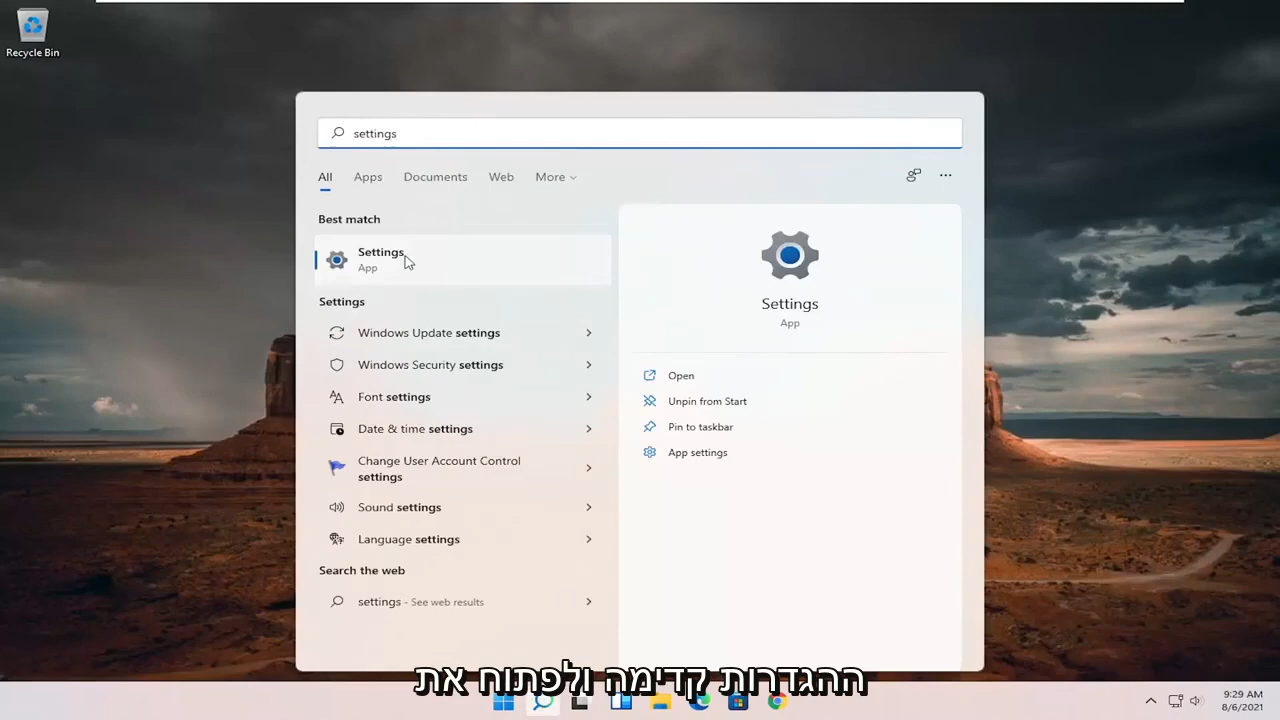 Recycle Bin
settings
All Apps Documents Web More
Best match
Settings
App
Settings
Windows Update settings
Windows Security settings
Font settings
Date & time settings
Change User Account Control
settings
Sound settings
Language settings
Search the web
settings - See web results
Settings
App
Open
Unpin from Start
Pin to taskbar
App settings
ההגדרות קדימה ולפתוח את
9:29 AM
8/6/2021